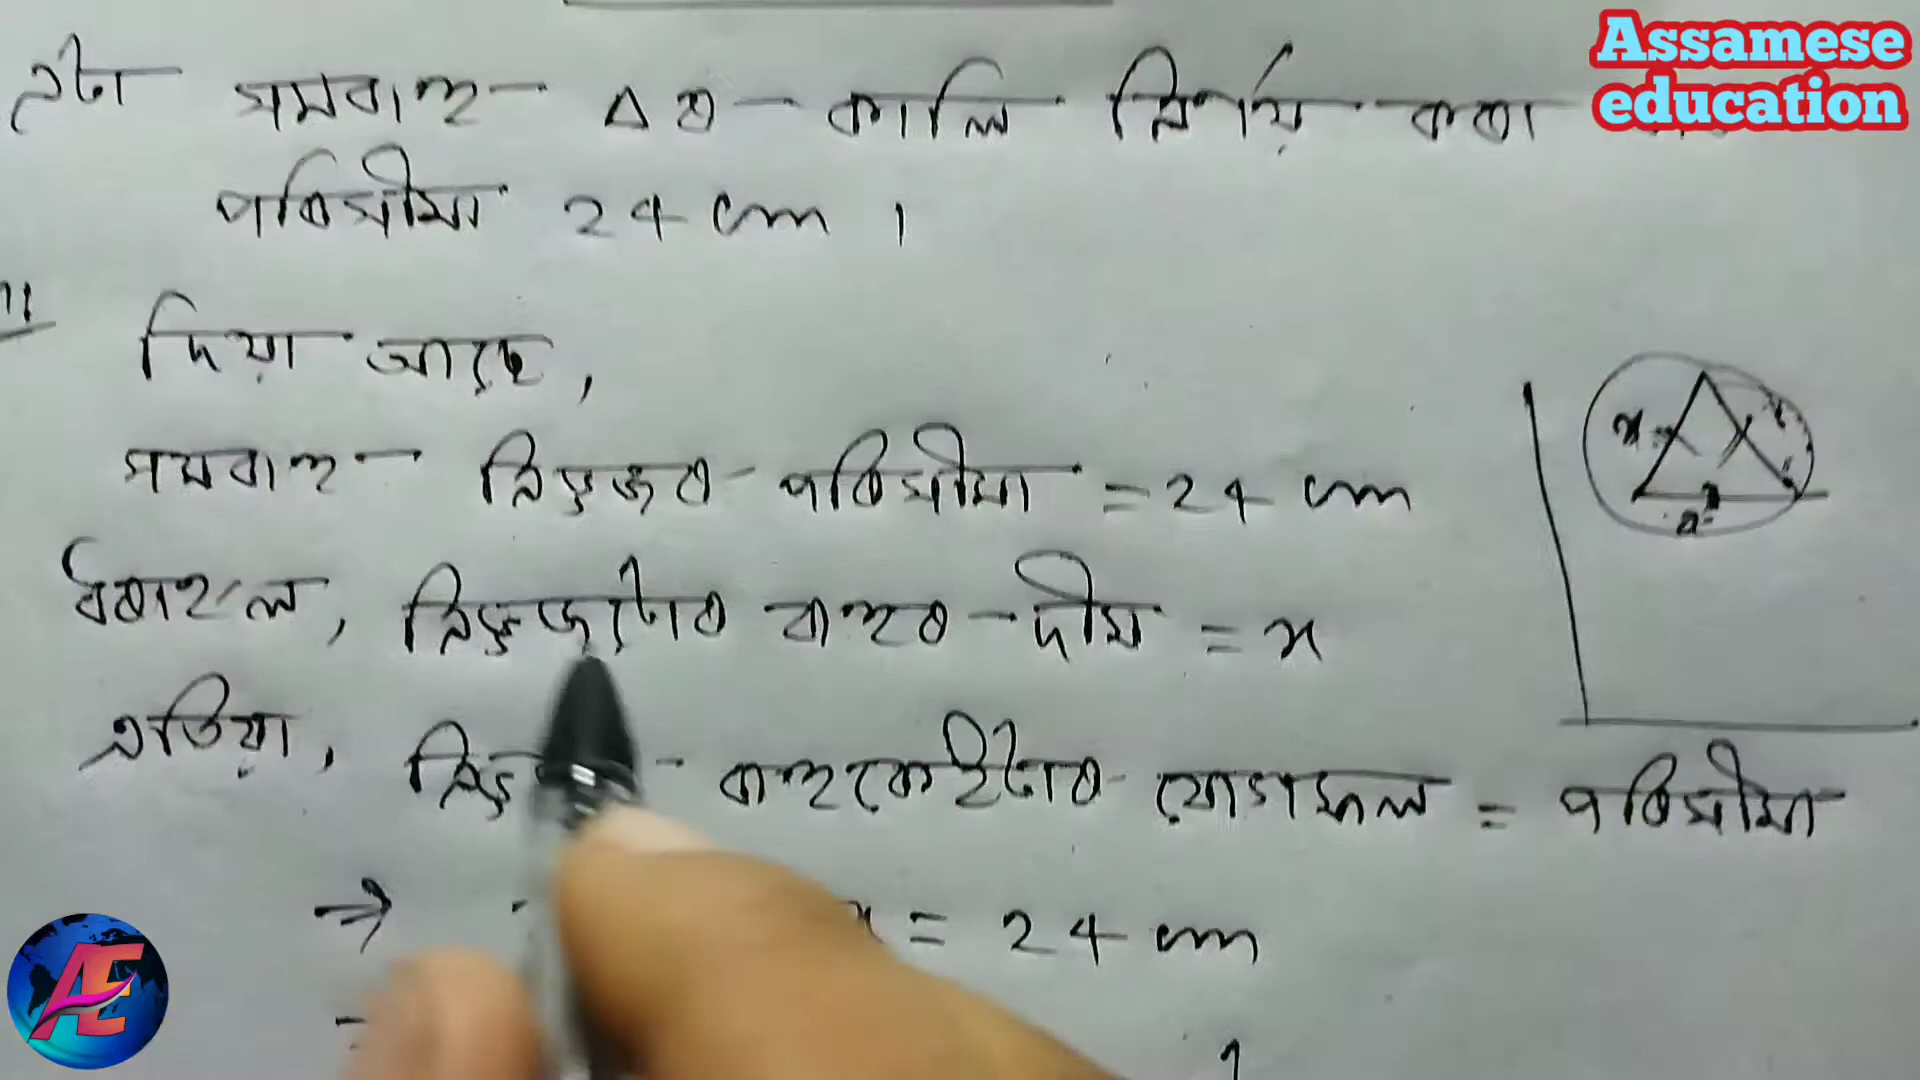 এটা সমবাহু Δ ৰ কালি নিৰ্ণয় কৰা
পৰিসীমা 24 cm ।
দিয়া আছে,
সমবাহু ত্ৰিভুজৰ পৰিসীমা = 24 cm
ধৰাহ'ল, ত্ৰিভুজটোৰ বাহুৰ দীঘ = x
এতিয়া, বাহুকেইটাৰ যোগফল = পৰিসীমা
⇒ x = 24 cm
x
a
Assamese
education
AE